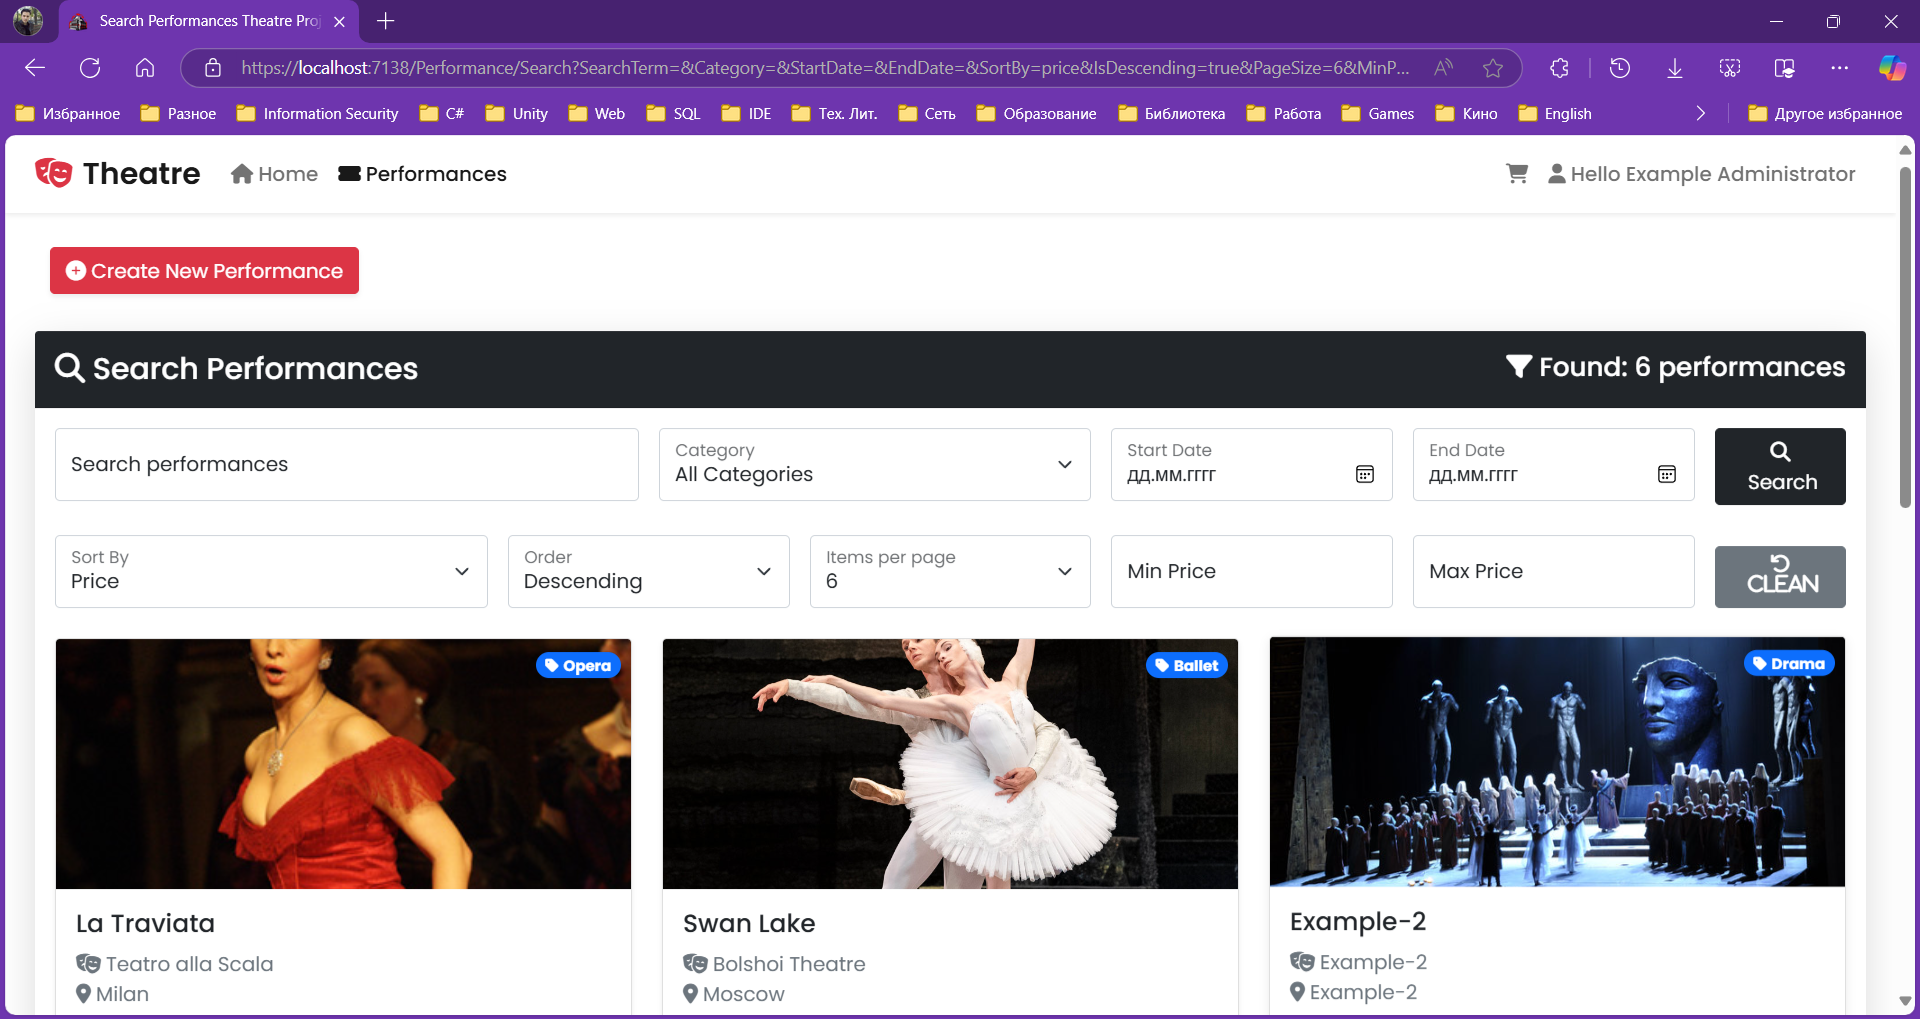 Search Performances Theatre Proj
https://localhost:7138/Performance/Search?SearchTerm=&Category=&StartDate=&EndDate=&SortBy=price&IsDescending=true&PageSize=6&MinP...
Избранное Разное Information Security C# Unity Web SQL IDE Тех. Лит. Сеть Образование Библиотека Работа Games Кино English Другое избранное
Theatre Home Performances Hello Example Administrator
Create New Performance
Search Performances Found: 6 performances
Search performances
Category
All Categories
Start Date
дд.мм.гггг
End Date
дд.мм.гггг
Search
Sort By
Price
Order
Descending
Items per page
6
Min Price
Max Price
CLEAN
Opera
Ballet
Drama
La Traviata
Teatro alla Scala
Milan
Swan Lake
Bolshoi Theatre
Moscow
Example-2
Example-2
Example-2